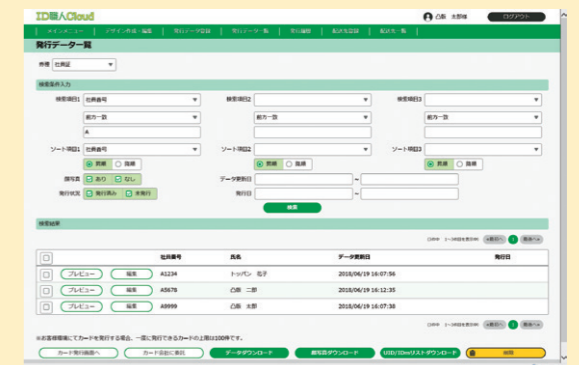 ID職人Cloud 凸版 太郎様 ログアウト
メインメニュー デザイン作成・編集 発行データ登録 発行データ一覧 発行履歴 配送先登録 配送先一覧
発行データ一覧
券種 社員証
検索条件入力
検索項目1 社員番号 検索項目2 検索項目3
前方一致 前方一致 前方一致
A
ソート項目1 社員番号 ソート項目2 ソート項目3
昇順 降順 昇順 降順 昇順 降順
顔写真 あり なし データ更新日 ~
発行状況 発行済み 未発行 発行日 ~
検索
検索結果
社員番号 氏名 データ更新日 発行日
プレビュー 編集 A1234 トッパン 花子 2018/06/19 16:07:56
プレビュー 編集 A5678 凸版 二郎 2018/06/19 16:12:35
プレビュー 編集 A9999 凸版 太郎 2018/06/19 16:07:38
※お客様環境にてカードを発行する場合、一度に発行できるカードの上限は100件です。
カード発行画面へ カード会社に委託 データダウンロード 顔写真ダウンロード UID/IDmリストダウンロード 削除